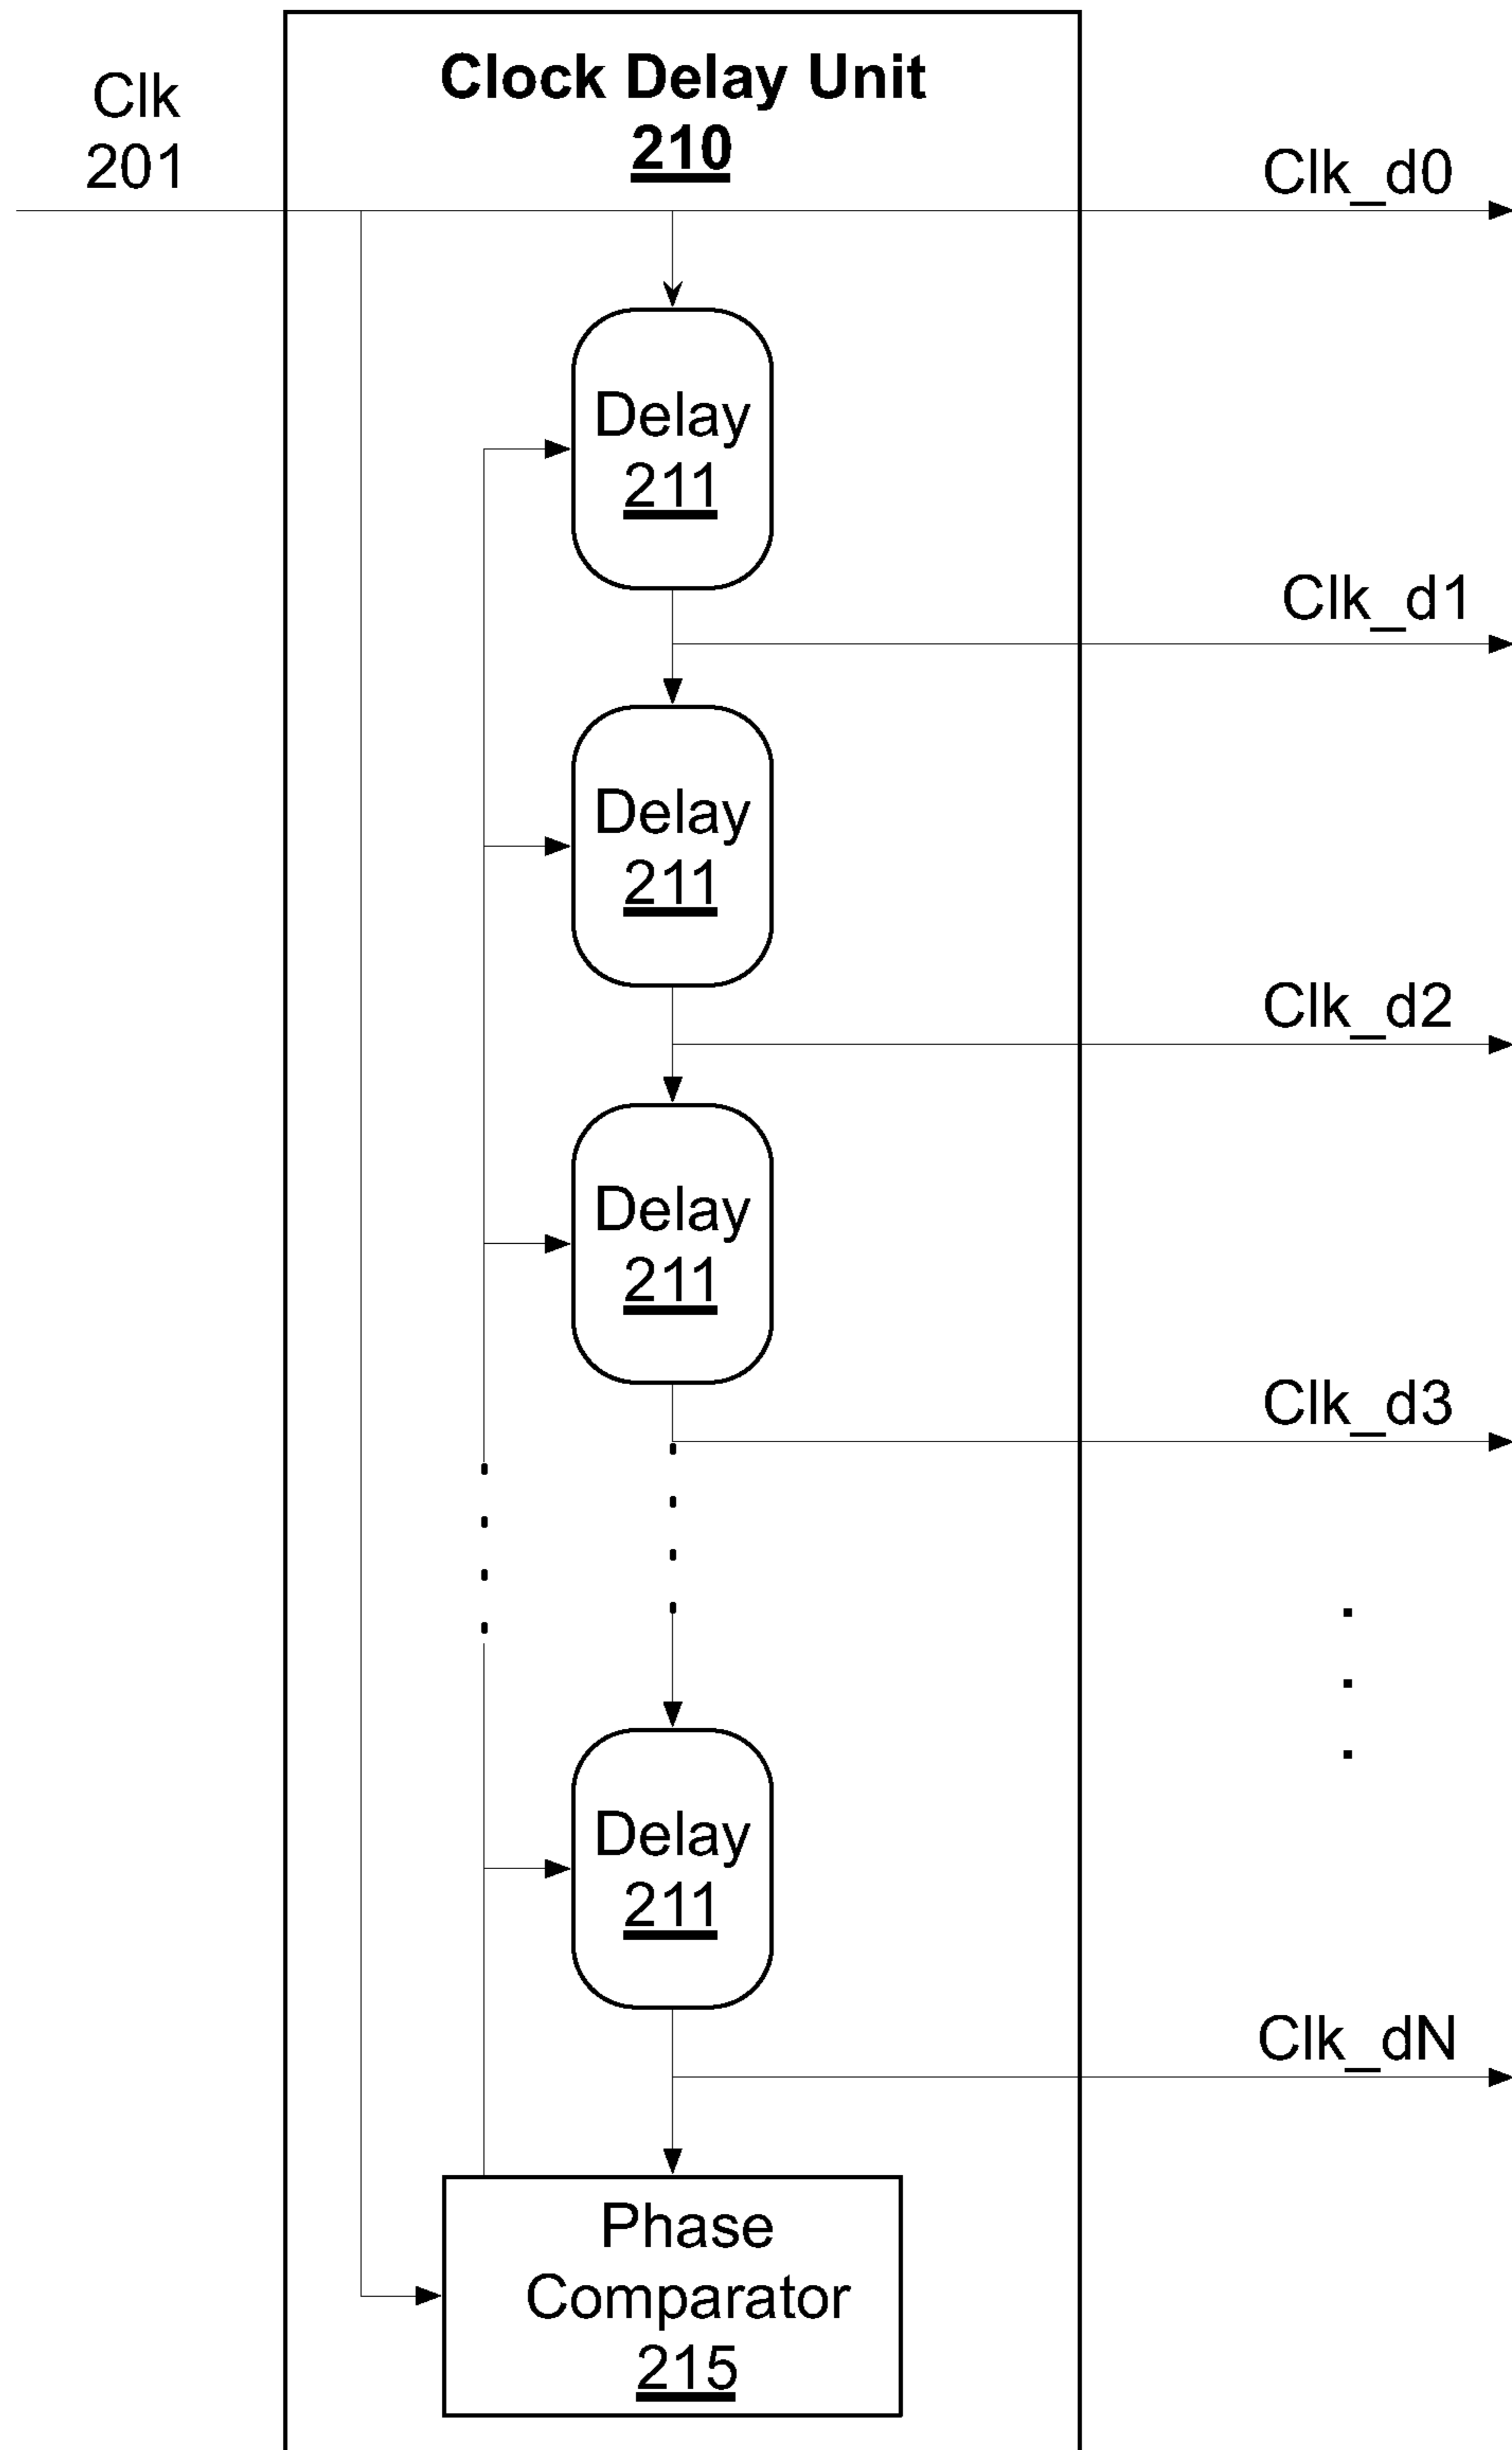 Clock Delay Unit
210
Clk
201
Clk_d0
Delay
211
Clk_d1
Delay
211
Clk_d2
Delay
211
Clk_d3
Delay
211
Clk_dN
Phase
Comparator
215